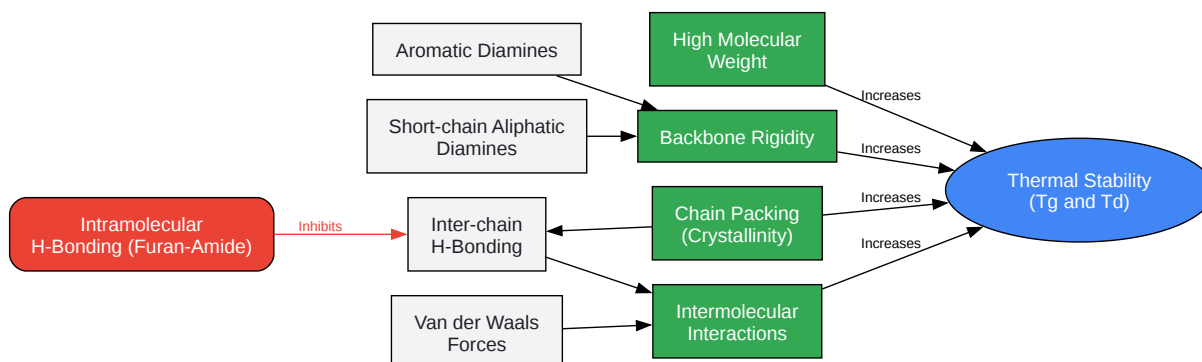 Aromatic Diamines
High Molecular
Weight
Increases
Short-chain Aliphatic
Diamines
Backbone Rigidity
Increases
Thermal Stability
(Tg and Td)
Intramolecular
H-Bonding (Furan-Amide)
Inhibits
Inter-chain
H-Bonding
Chain Packing
(Crystallinity)
Increases
Increases
Van der Waals
Forces
Intermolecular
Interactions